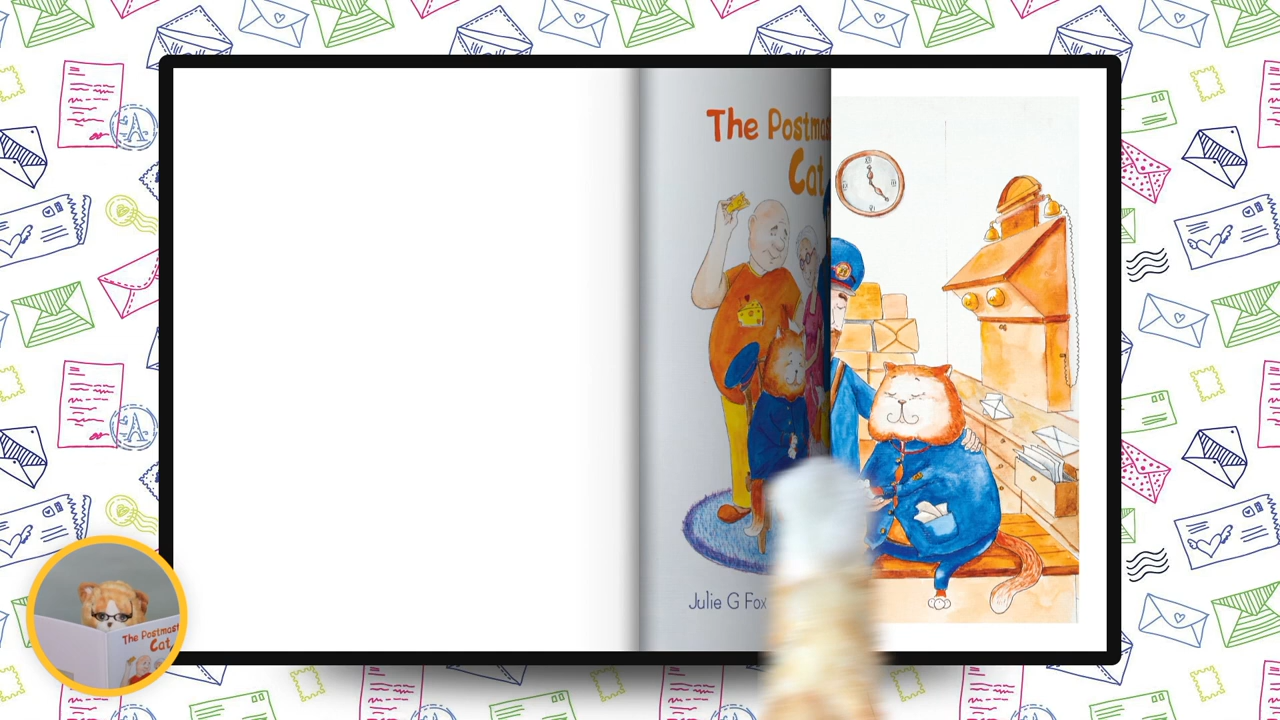 The Postmas
Cat
Julie G Fox
The Postmast
Cat